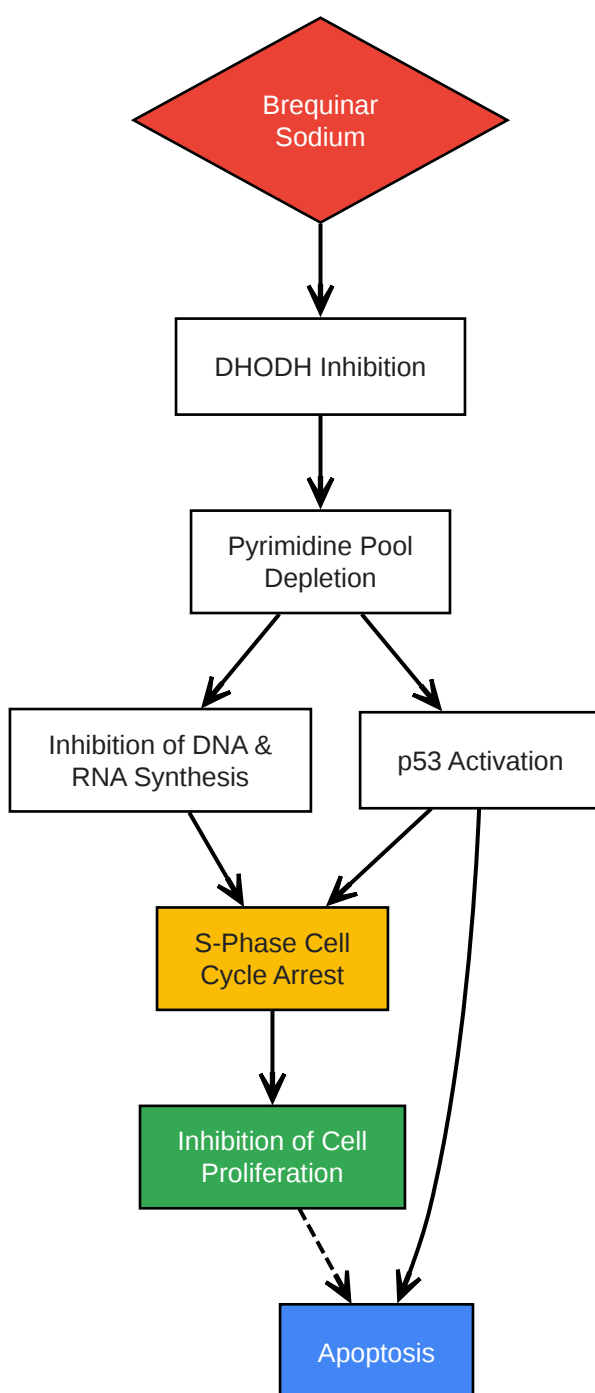 Brequinar
Sodium
DHODH Inhibition
Pyrimidine Pool
Depletion
Inhibition of DNA &
RNA Synthesis
p53 Activation
S-Phase Cell
Cycle Arrest
Inhibition of Cell
Proliferation
Apoptosis